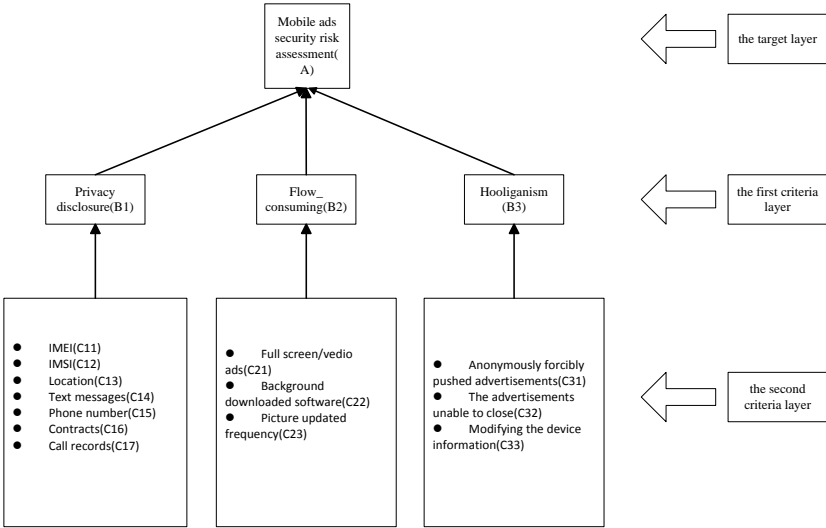 Mobile ads
security risk
assessment(
A)
the target layer
Privacy
disclosure(B1)
Flow_
consuming(B2)
Hooliganism
(B3)
the first criteria
layer
● IMEI(C11)
● IMSI(C12)
● Location(C13)
● Text messages(C14)
● Phone number(C15)
● Contracts(C16)
● Call records(C17)
● Full screen/vedio
ads(C21)
● Background
downloaded software(C22)
● Picture updated
frequency(C23)
● Anonymously forcibly
pushed advertisements(C31)
● The advertisements
unable to close(C32)
● Modifying the device
information(C33)
the second
criteria layer